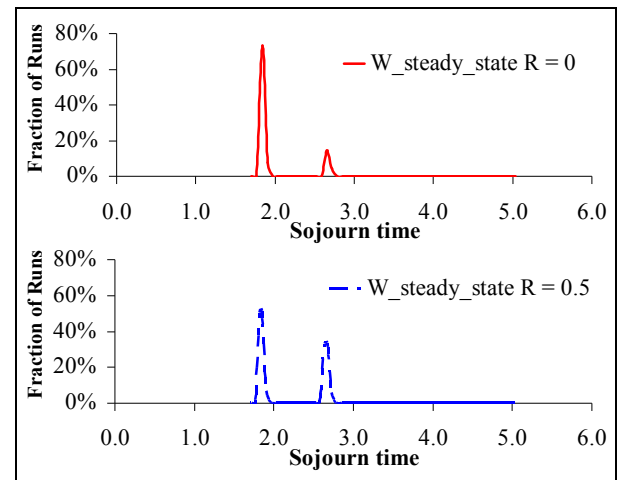 Fraction of Runs
80%
60%
40%
20%
0%
W_steady_state R = 0
0.0 1.0 2.0 3.0 4.0 5.0 6.0
Sojourn time
Fraction of Runs
80%
60%
40%
20%
0%
W_steady_state R = 0.5
0.0 1.0 2.0 3.0 4.0 5.0 6.0
Sojourn time